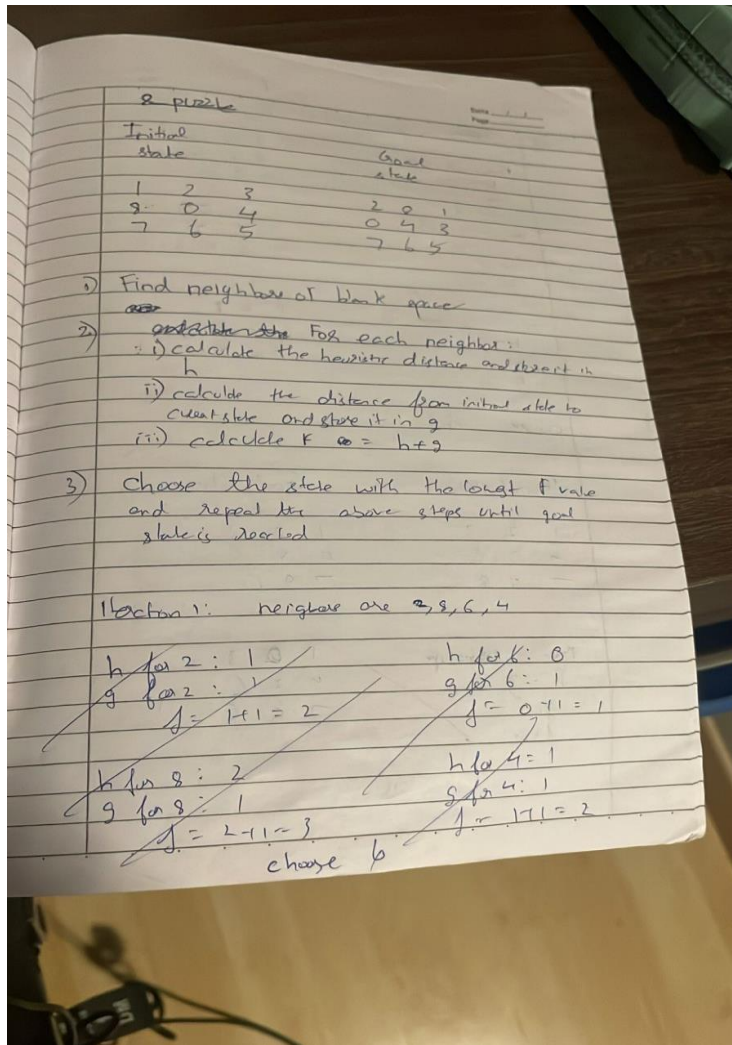 8 puzzle
Initial
state
Goal
state
1 2 3
8 0 4
7 6 5
2 8 1
0 4 3
7 6 5
1) Find neighbors of blank space
2) For each neighbor:
i) calculate the heuristic distance and store it in
h
ii) calculate the distance from initial state to
current state and store it in g
iii) calculate F = h+g
3) Choose the state with the lowest f value
and repeat the above steps until goal
state is reached
Iteration 1: neighbors are 2, 8, 6, 4
h for 2 : 1
g for 2 : 1
f = 1+1 = 2
h for 6 : 0
g for 6 : 1
f = 0+1 = 1
h for 8 : 2
g for 8 : 1
f = 2+1 = 3
h for 4 = 1
g for 4 : 1
f = 1+1 = 2
choose 6